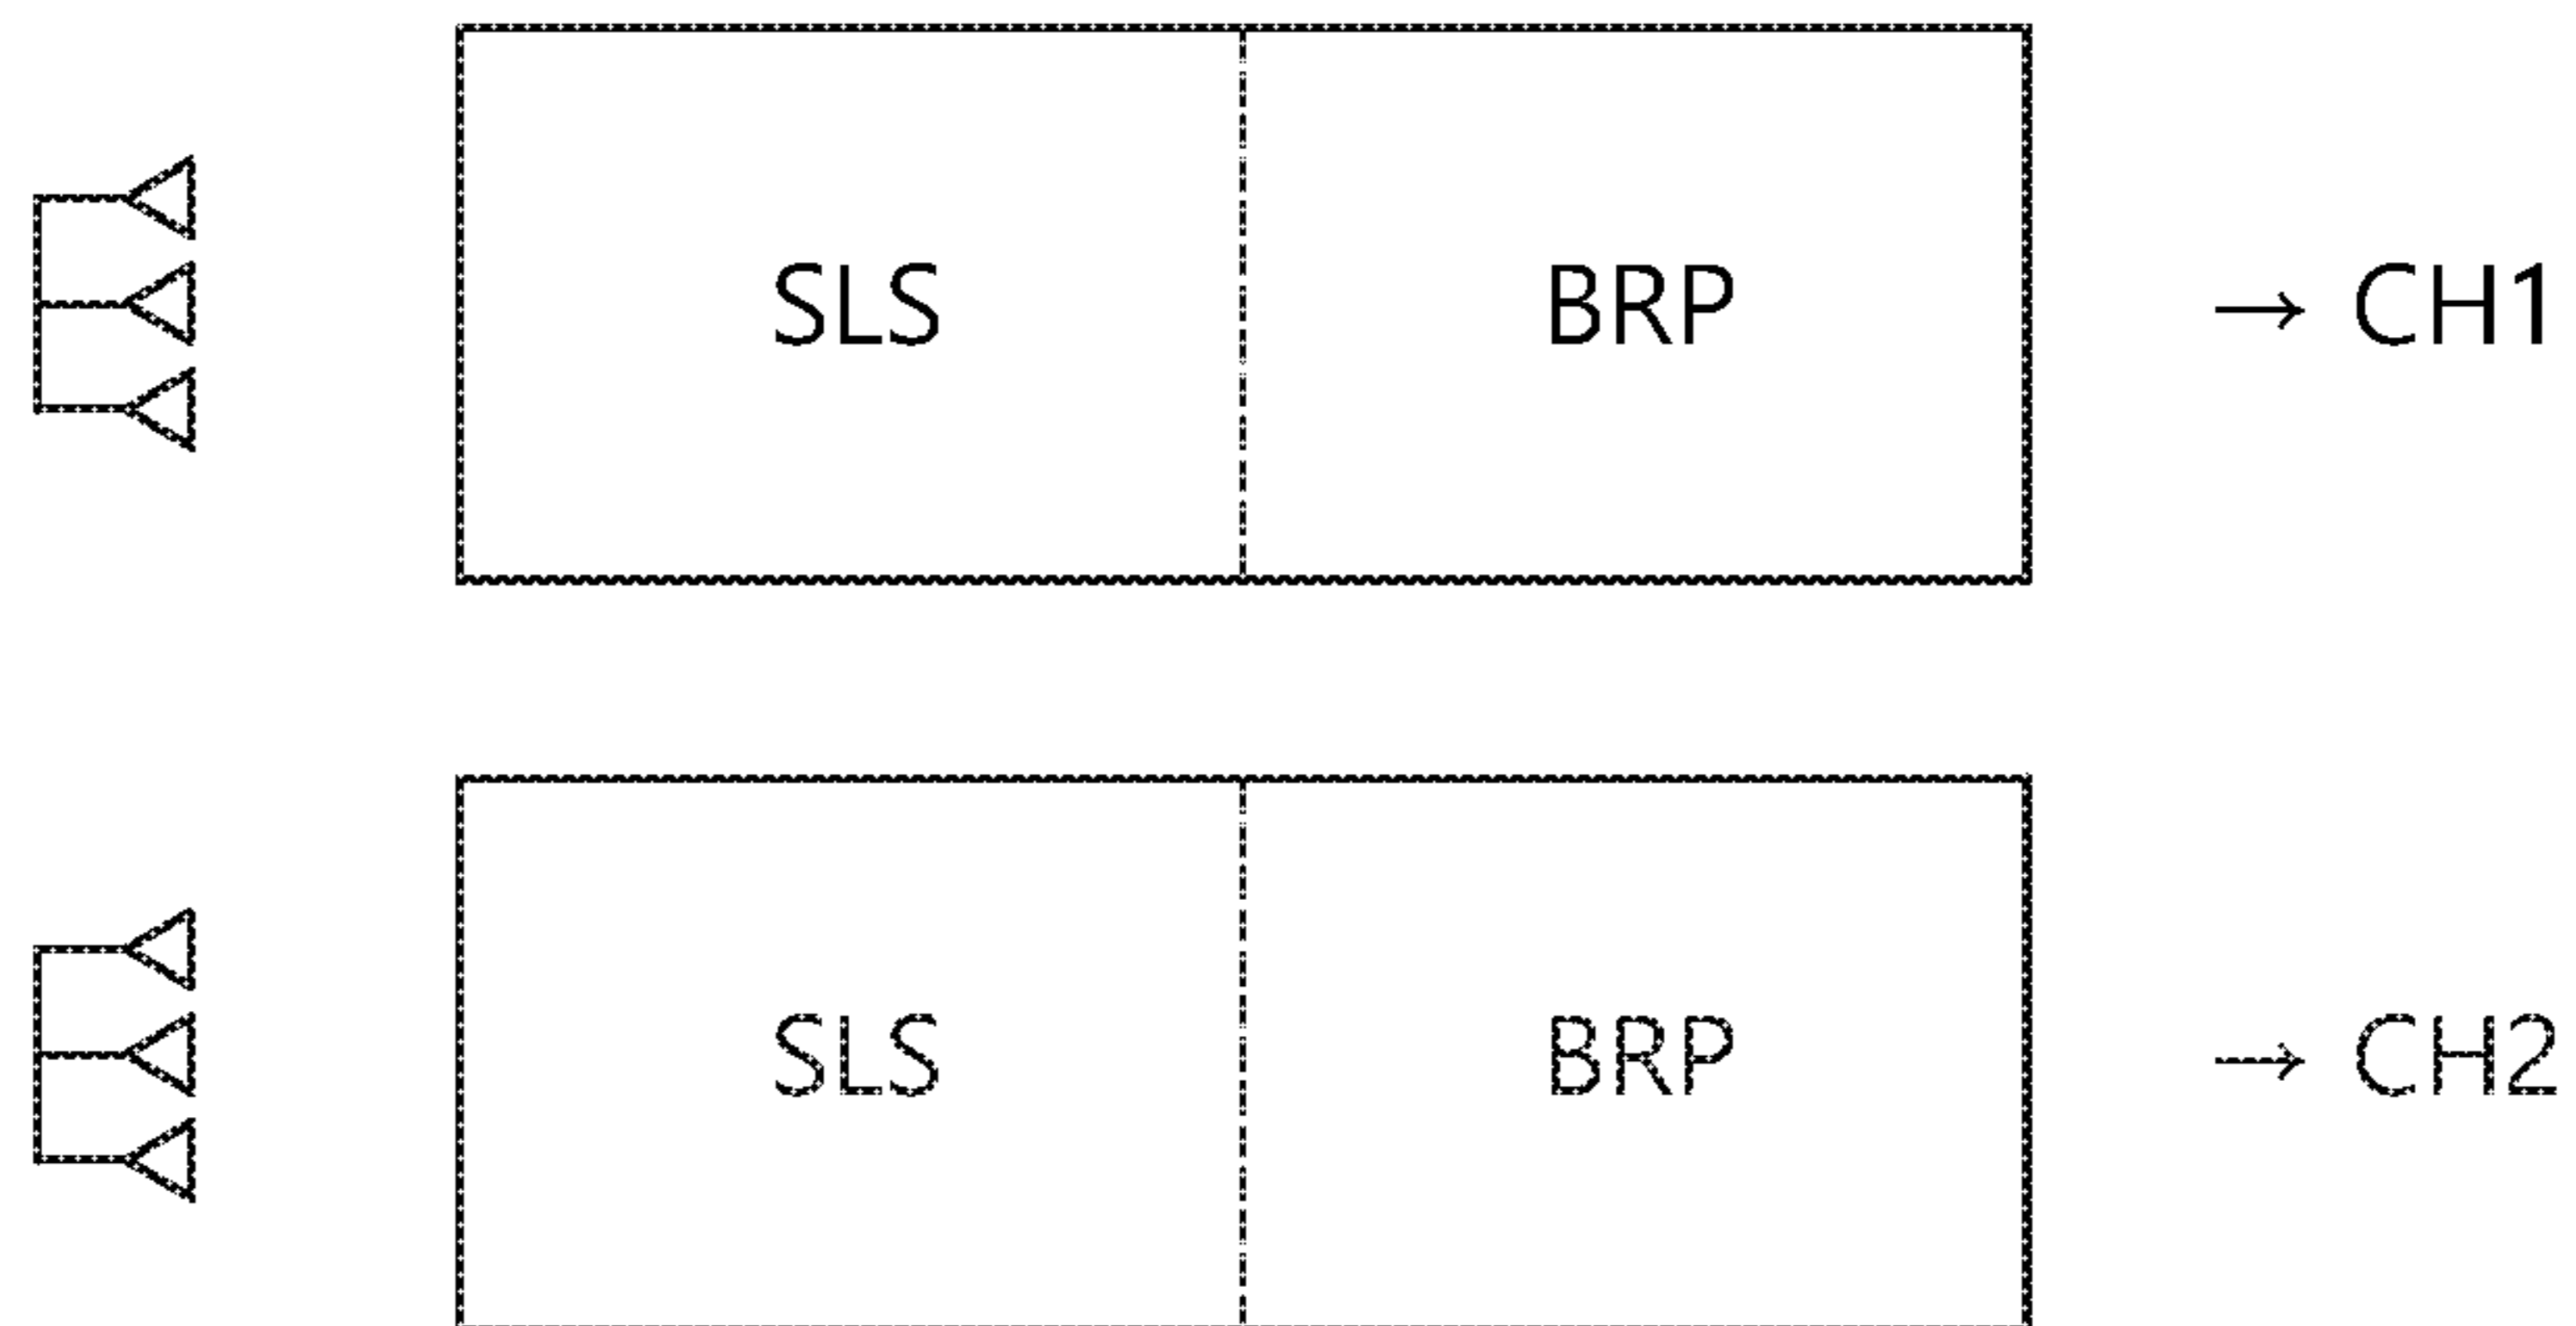 SLS BRP → CH1
SLS BRP → CH2